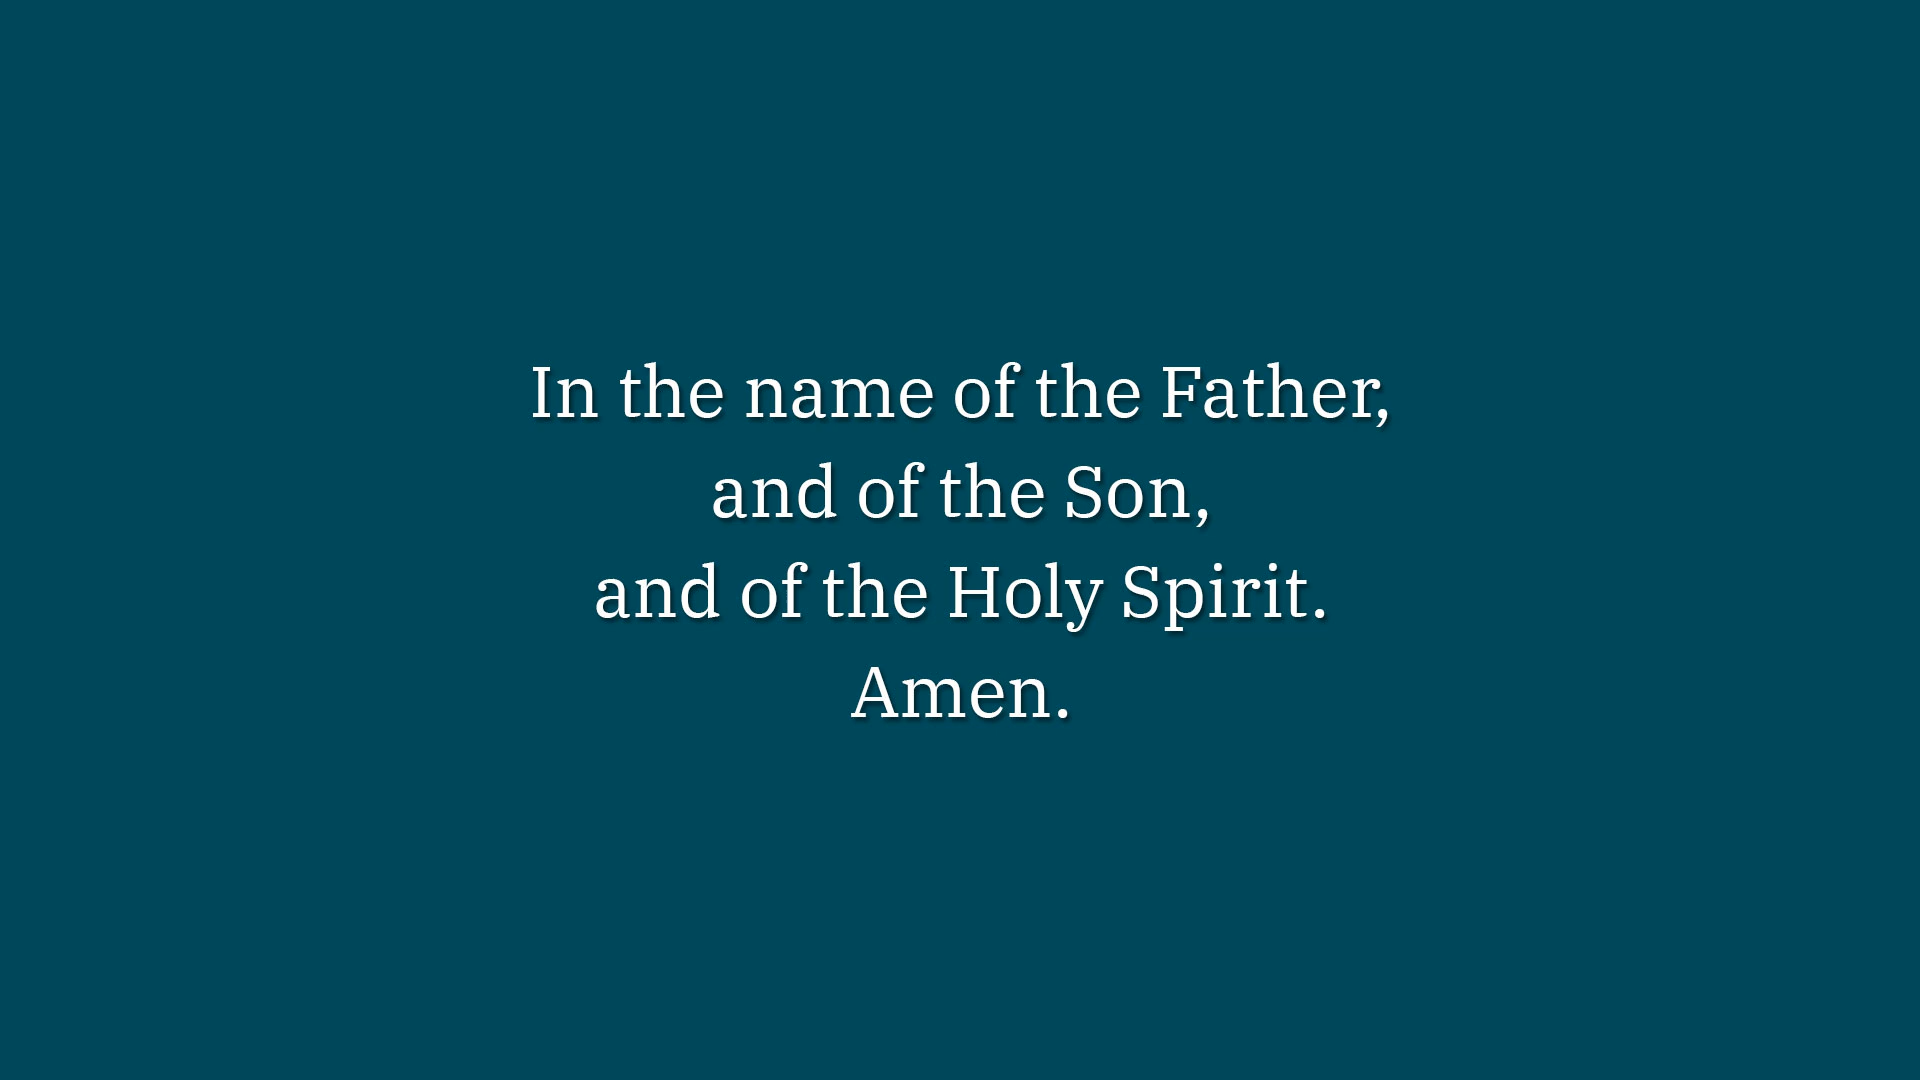 In the name of the Father,
and of the Son,
and of the Holy Spirit.
Amen.